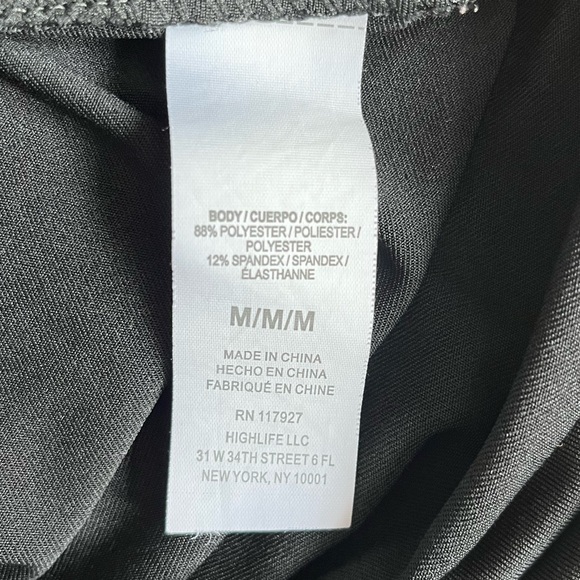 BODY / CUERPO / CORPS:
88% POLYESTER / POLIESTER /
POLYESTER
12% SPANDEX / SPANDEX /
ÉLASTHANNE
M/M/M
MADE IN CHINA
HECHO EN CHINA
FABRIQUÉ EN CHINE
RN 117927
HIGHLIFE LLC
31 W 34TH STREET 6 FL
NEW YORK, NY 10001